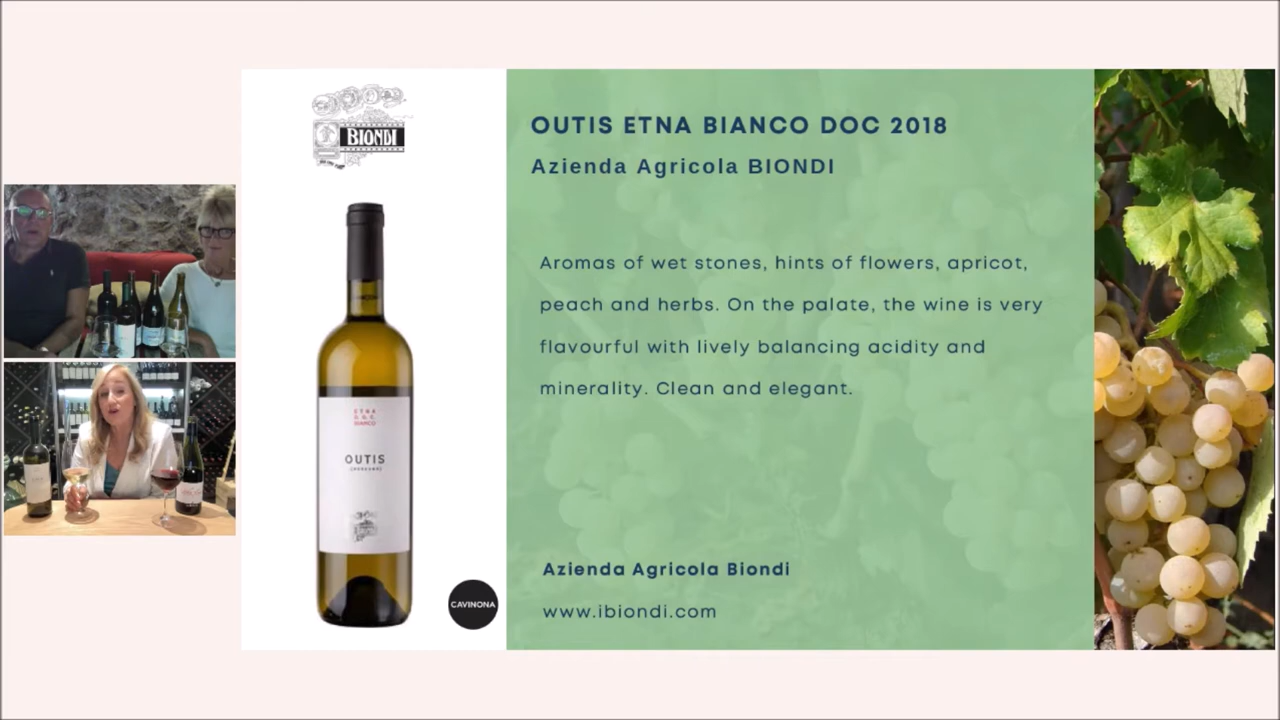 BIONDI
OUTIS ETNA BIANCO DOC 2018
Azienda Agricola BIONDI
Aromas of wet stones, hints of flowers, apricot,
peach and herbs. On the palate, the wine is very
flavourful with lively balancing acidity and
minerality. Clean and elegant.
ETNA
D.O.C.
BIANCO
OUTIS
CAVINONA
Azienda Agricola Biondi
www.ibiondi.com